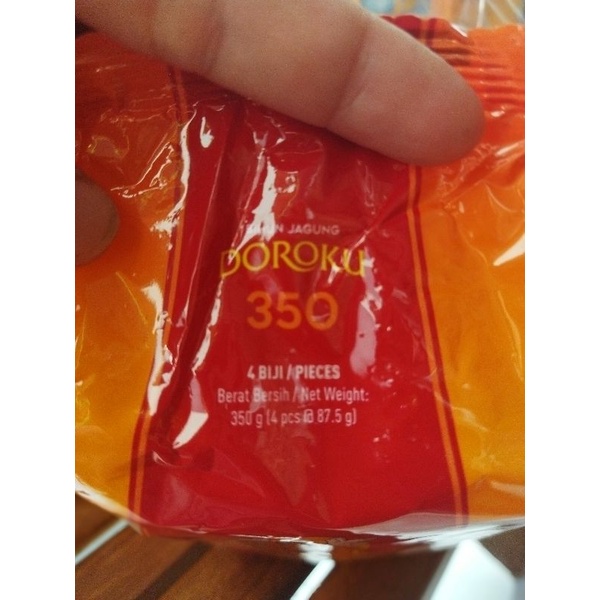 JAGUNG
DOROKU
350
4 BIJI / PIECES
Berat Bersih / Net Weight:
350 g (4 pcs @ 87.5 g)